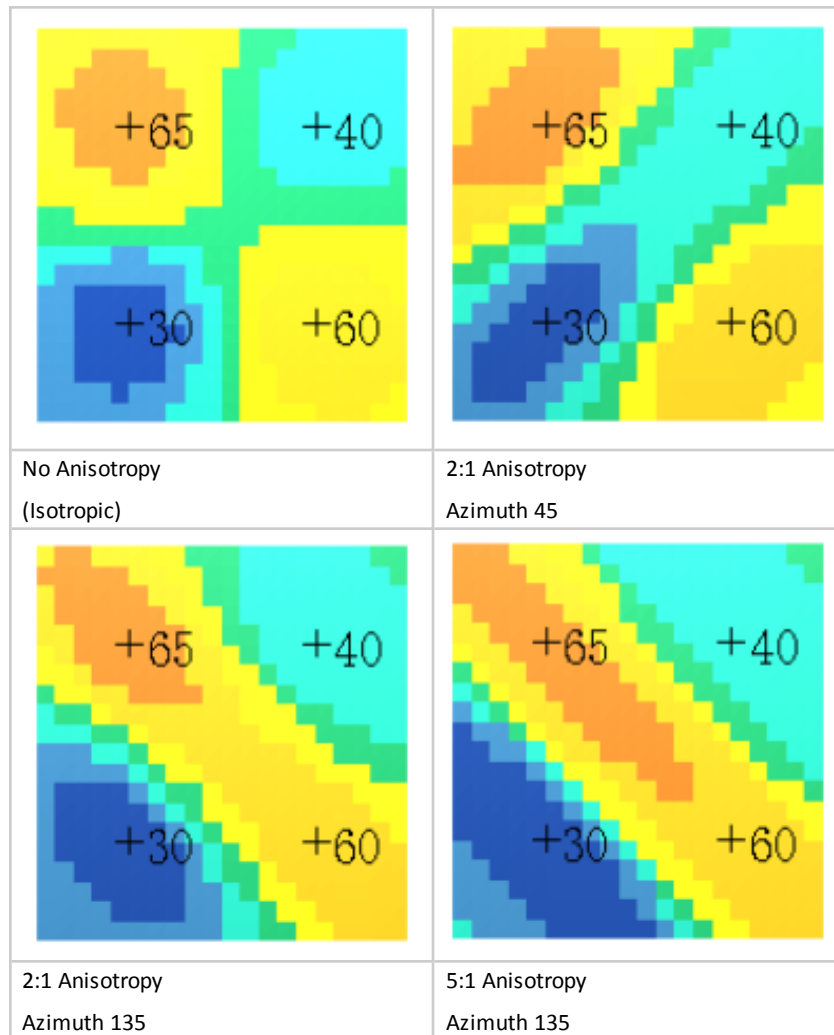 +65 +40
+30 +60
No Anisotropy
(Isotropic)
+65 +40
+30 +60
2:1 Anisotropy
Azimuth 45
+65 +40
+30 +60
2:1 Anisotropy
Azimuth 135
+65 +40
+30 +60
5:1 Anisotropy
Azimuth 135